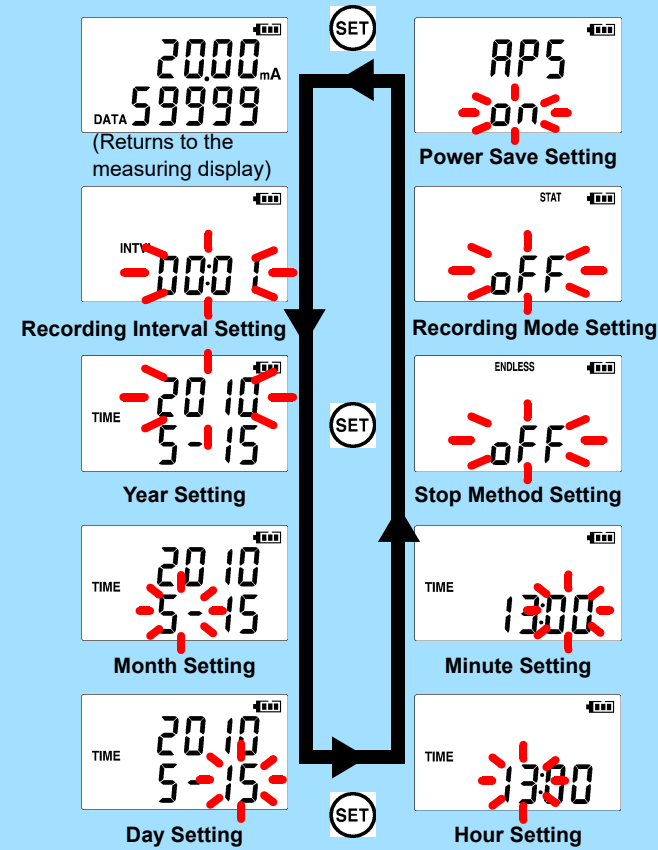 SET
20.00 mA
DATA 59999
(Returns to the
measuring display)
INTVL 00:01
Recording Interval Setting
TIME 2010
5-15
Year Setting
TIME 2010
5-15
Month Setting
TIME 2010
5-15
Day Setting
SET
SET
APS
on
Power Save Setting
STAT
oFF
Recording Mode Setting
ENDLESS
oFF
Stop Method Setting
TIME
13:00
Minute Setting
TIME
13:00
Hour Setting